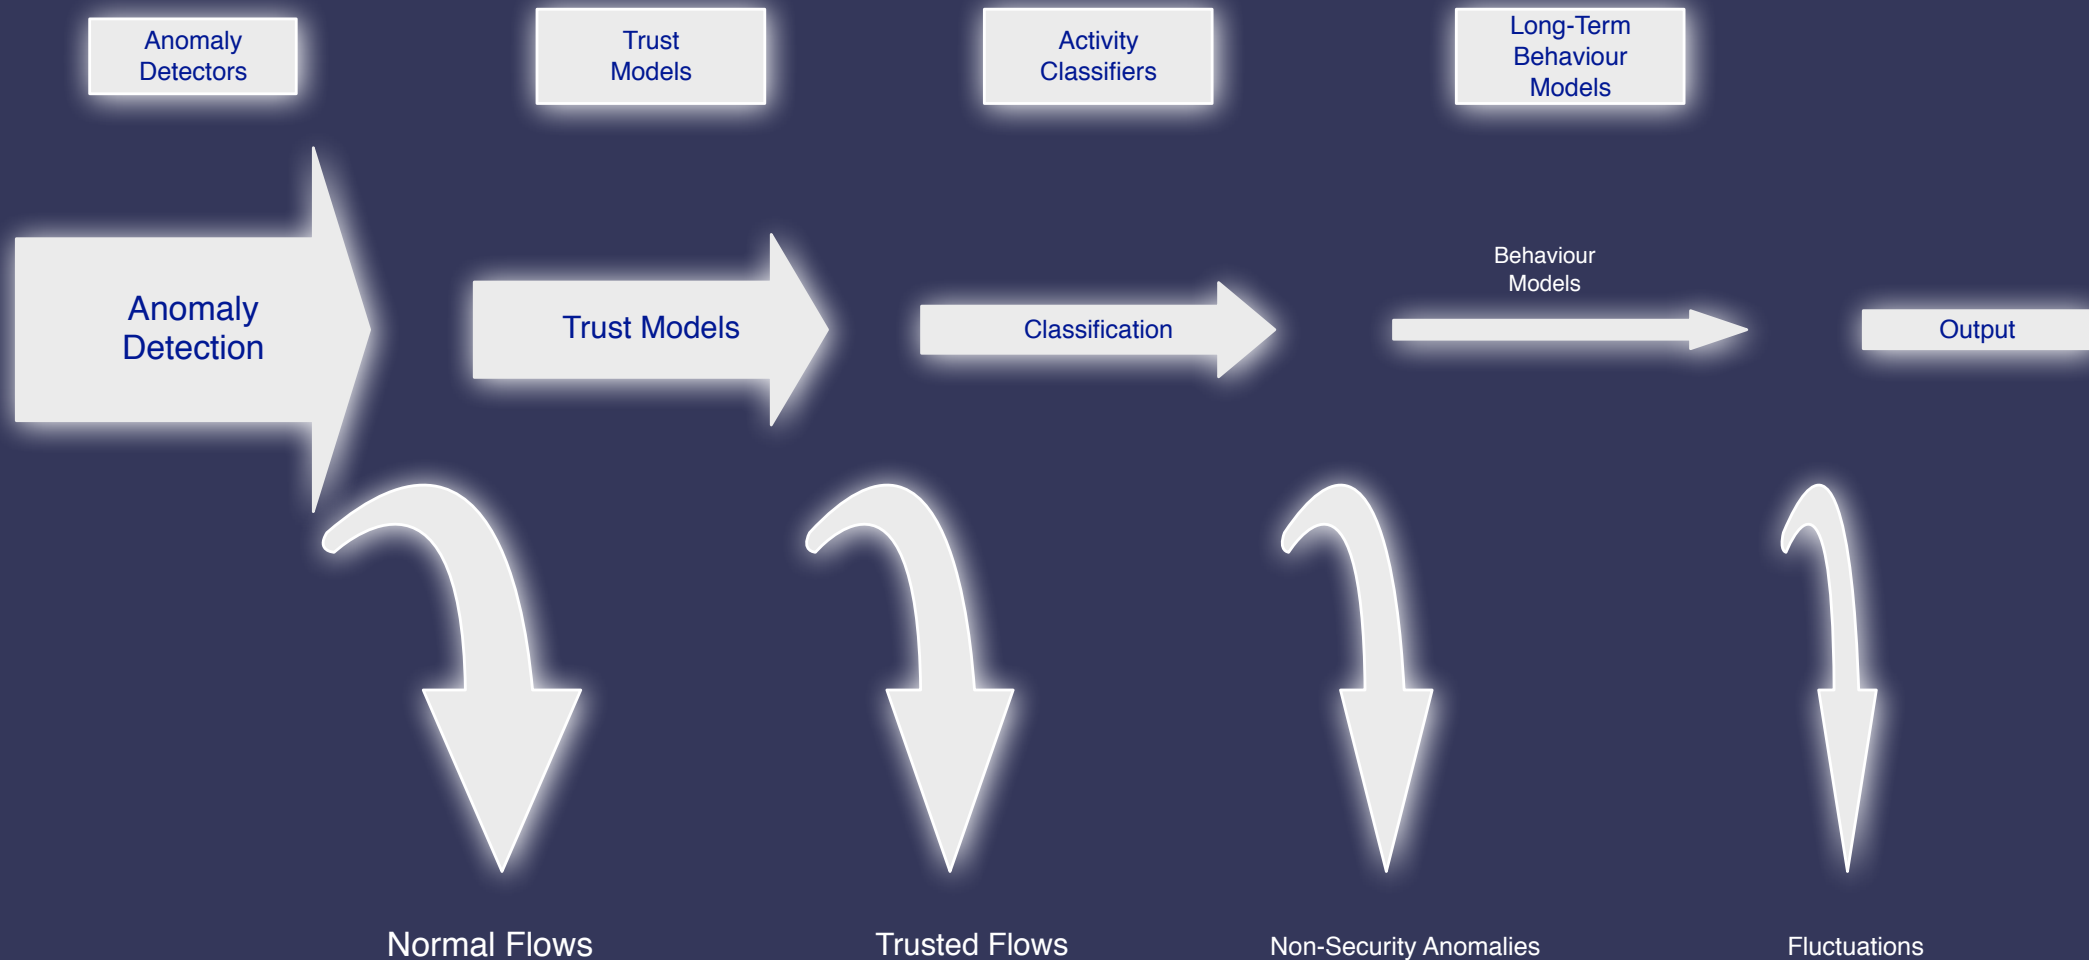 Anomaly
Detectors
Trust
Models
Activity
Classifiers
Long-Term
Behaviour
Models
Anomaly
Detection
Trust Models
Classification
Behaviour
Models
Output
Normal Flows
Trusted Flows
Non-Security Anomalies
Fluctuations